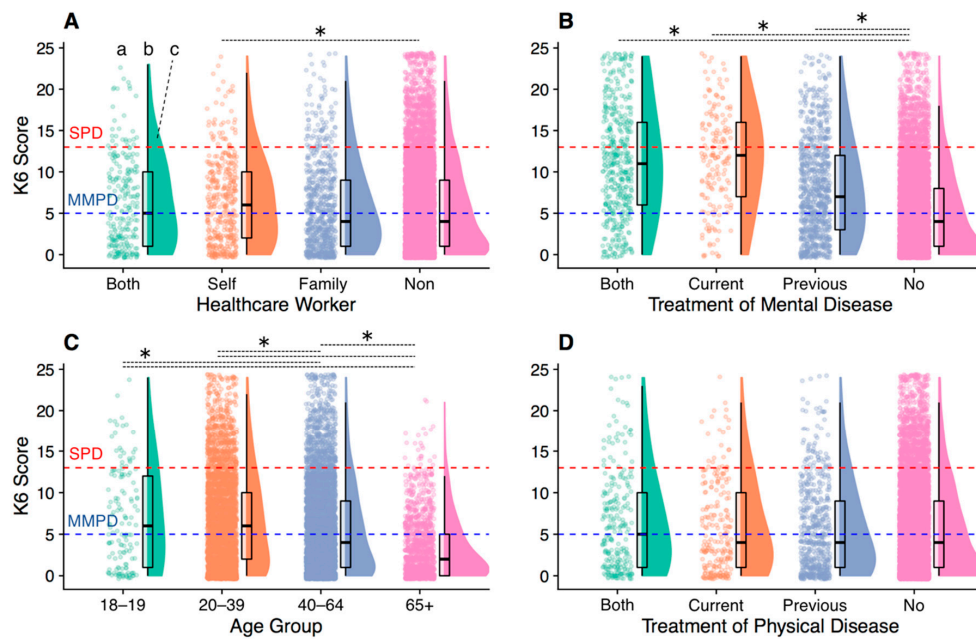 A
25
20
15
10
5
0
K6 Score
SPD
MMPD
a b c
*
Both Self Family Non
Healthcare Worker
B
25
20
15
10
5
0
* * *
Both Current Previous No
Treatment of Mental Disease
C
25
20
15
10
5
0
K6 Score
SPD
MMPD
* * *
18–19 20–39 40–64 65+
Age Group
D
25
20
15
10
5
0
Both Current Previous No
Treatment of Physical Disease